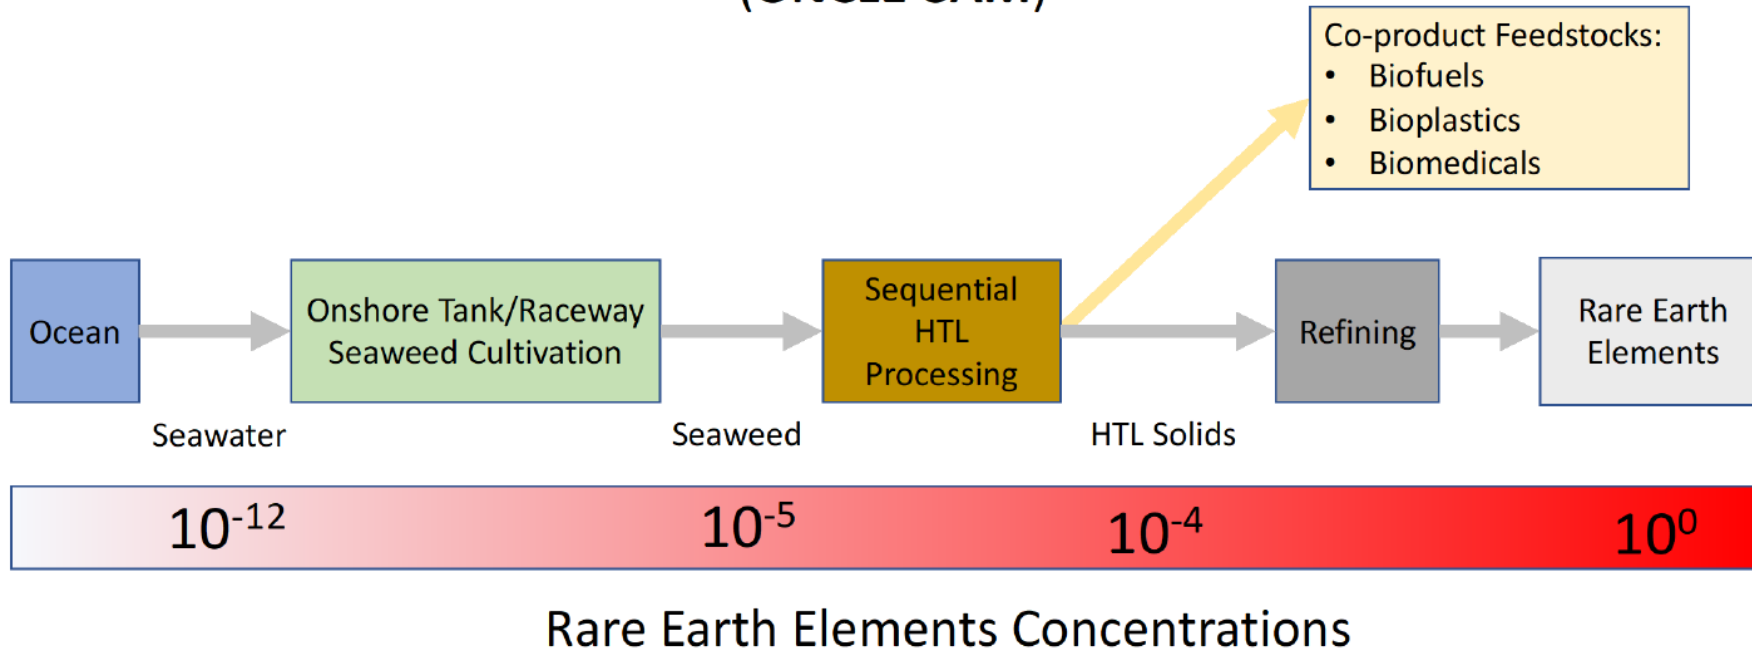 Co-product Feedstocks:
• Biofuels
• Bioplastics
• Biomedicals
Ocean
Onshore Tank/Raceway
Seaweed Cultivation
Sequential
HTL
Processing
Refining
Rare Earth
Elements
Seawater
Seaweed
HTL Solids
10⁻¹²
10⁻⁵
10⁻⁴
10⁰
Rare Earth Elements Concentrations